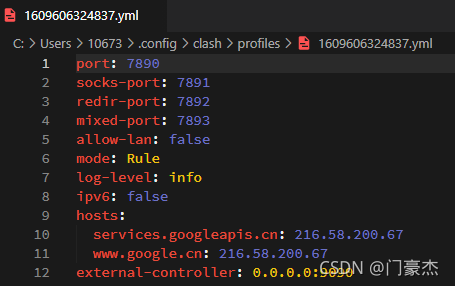 1609606324837.yml
C: > Users > 10673 > .config > clash > profiles > 1609606324837.yml
1 port: 7890
2 socks-port: 7891
3 redir-port: 7892
4 mixed-port: 7893
5 allow-lan: false
6 mode: Rule
7 log-level: info
8 ipv6: false
9 hosts:
10 services.googleapis.cn: 216.58.200.67
11 www.google.cn: 216.58.200.67
12 external-controller: 0.0.0.0:9090
CSDN @门豪杰